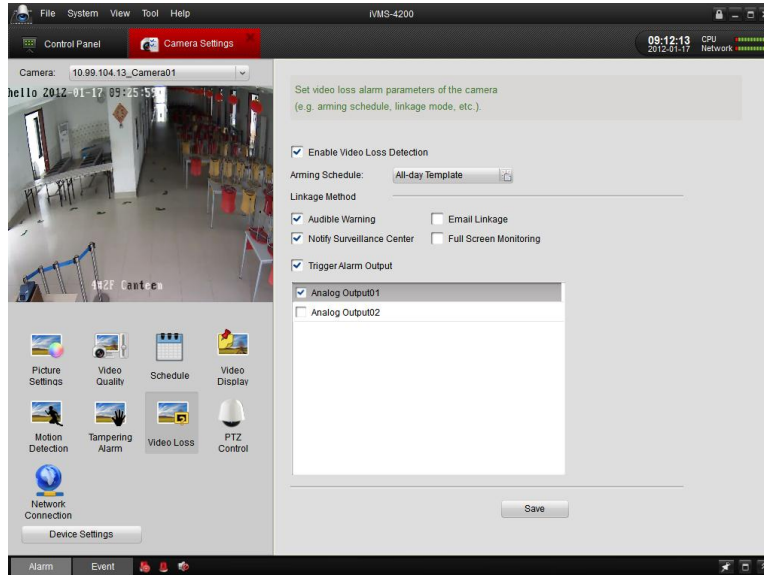 File System View Tool Help
iVMS-4200
Control Panel
Camera Settings
09:12:13
2012-01-17
CPU
Network
Camera: 10.99.104.13_Camera01
hello 2012-01-17 09:25:59
4#2F Canteen
Set video loss alarm parameters of the camera
(e.g. arming schedule, linkage mode, etc.).
Enable Video Loss Detection
Arming Schedule: All-day Template
Linkage Method
Audible Warning Email Linkage
Notify Surveillance Center Full Screen Monitoring
Trigger Alarm Output
Analog Output01
Analog Output02
Picture
Settings
Video
Quality
Schedule
Video
Display
Motion
Detection
Tampering
Alarm
Video Loss
PTZ
Control
Network
Connection
Device Settings
Save
Alarm Event